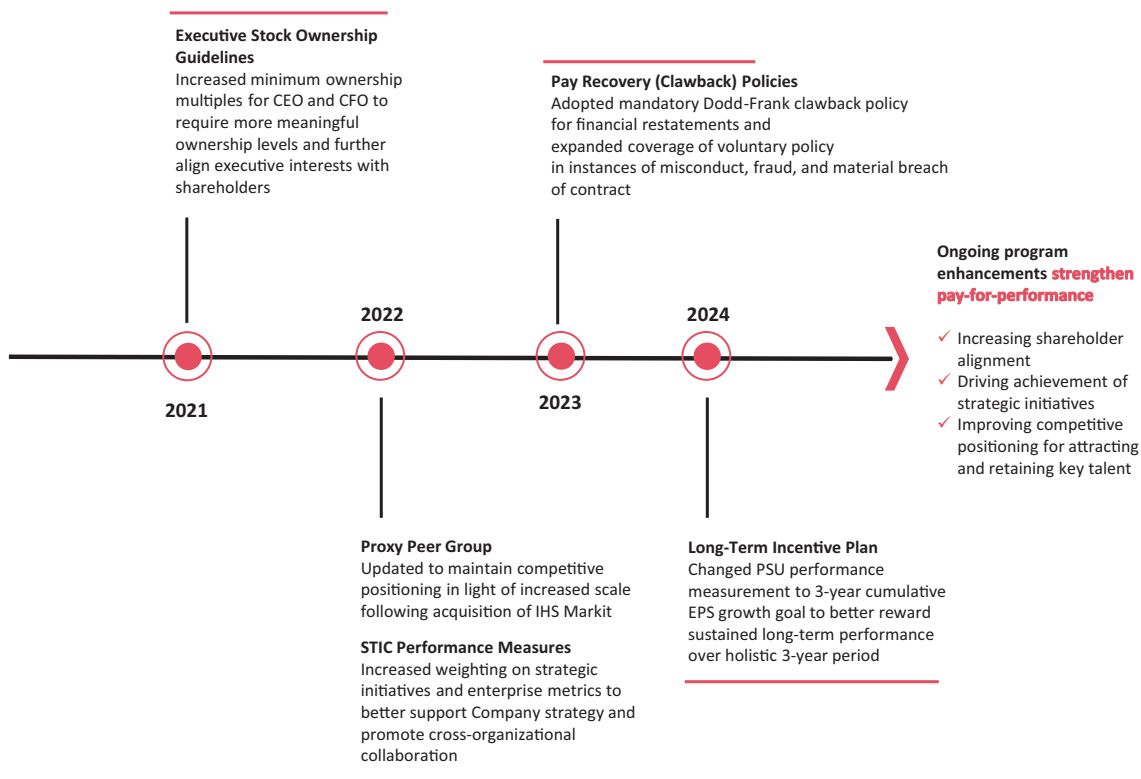 Executive Stock Ownership
Guidelines
Increased minimum ownership
multiples for CEO and CFO to
require more meaningful
ownership levels and further
align executive interests with
shareholders
Pay Recovery (Clawback) Policies
Adopted mandatory Dodd-Frank clawback policy
for financial restatements and
expanded coverage of voluntary policy
in instances of misconduct, fraud, and material breach
of contract
2021
2022
2023
2024
Proxy Peer Group
Updated to maintain competitive
positioning in light of increased scale
following acquisition of IHS Markit
STIC Performance Measures
Increased weighting on strategic
initiatives and enterprise metrics to
better support Company strategy and
promote cross-organizational
collaboration
Long-Term Incentive Plan
Changed PSU performance
measurement to 3-year cumulative
EPS growth goal to better reward
sustained long-term performance
over holistic 3-year period
Ongoing program
enhancements strengthen
pay-for-performance
✓ Increasing shareholder
alignment
✓ Driving achievement of
strategic initiatives
✓ Improving competitive
positioning for attracting
and retaining key talent